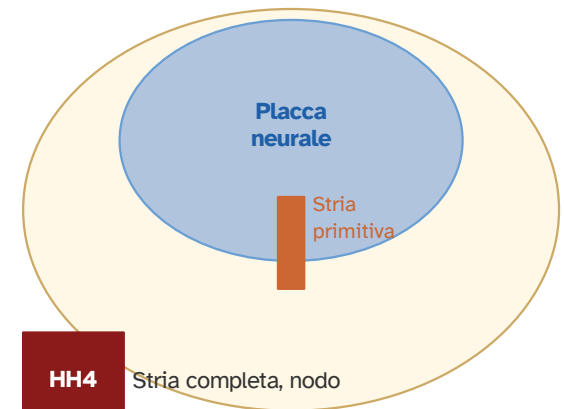 Placca
neurale
Stria
primitiva
HH4 Stria completa, nodo